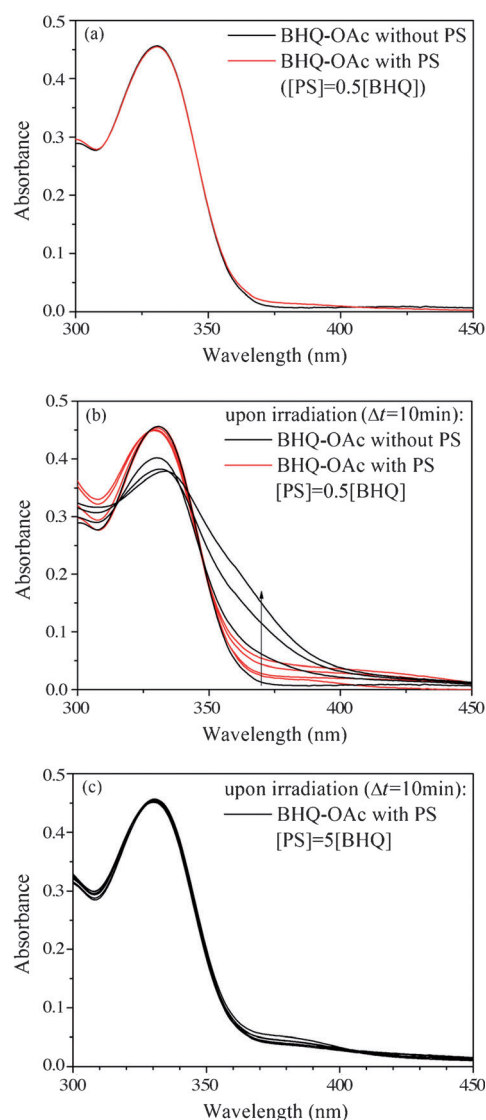 (a)
BHQ-OAc without PS
BHQ-OAc with PS
([PS]=0.5[BHQ])
Absorbance
0.5
0.4
0.3
0.2
0.1
0.0
300 350 400 450
Wavelength (nm)
(b)
upon irradiation (Δt=10min):
BHQ-OAc without PS
BHQ-OAc with PS
[PS]=0.5[BHQ]
Absorbance
0.5
0.4
0.3
0.2
0.1
0.0
300 350 400 450
Wavelength (nm)
(c)
upon irradiation (Δt=10min):
BHQ-OAc with PS
[PS]=5[BHQ]
Absorbance
0.5
0.4
0.3
0.2
0.1
0.0
300 350 400 450
Wavelength (nm)